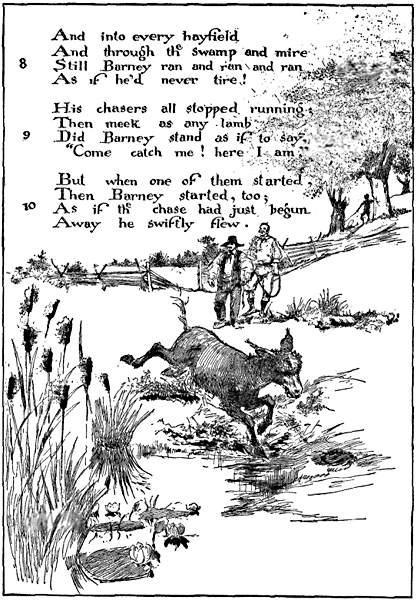 And into every hayfield
And through th̊ swamp and mire
8 Still Barney ran and ran and ran
As if he'd never tire!
His chasers all stopped running;
Then meek as any lamb
9 Did Barney stand as if to say,
"Come catch me! here I am;
But when one of them started,
Then Barney started, too;
10 As if th̊ chase had just begun
Away he swiftly flew.